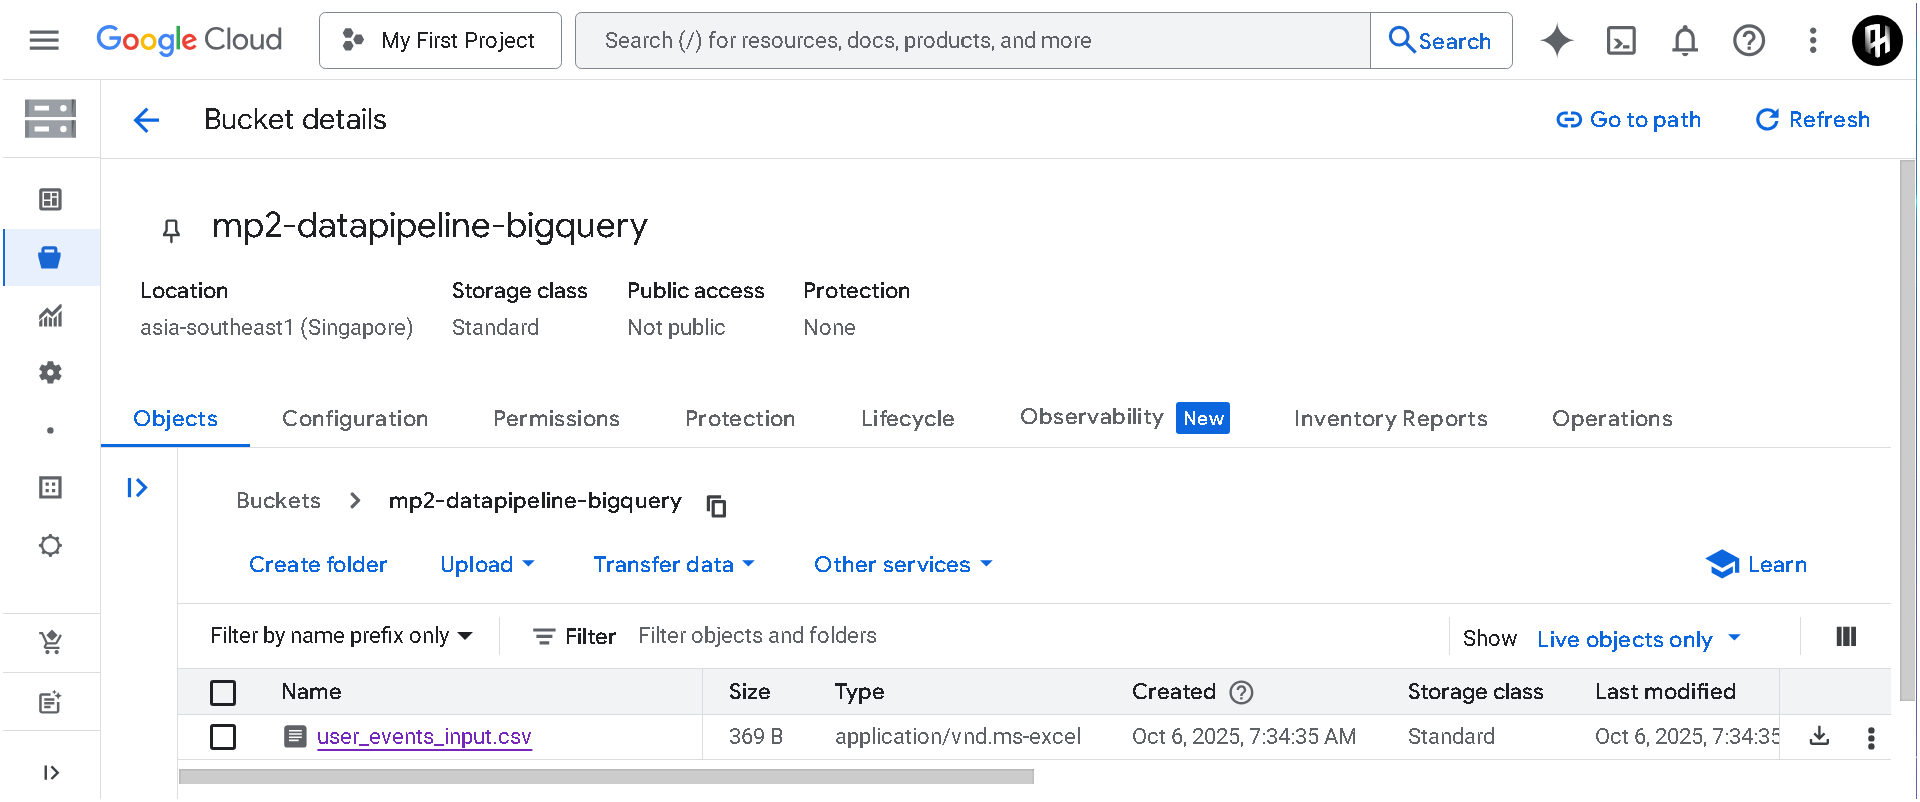 Google Cloud My First Project Search (/) for resources, docs, products, and more Search
Bucket details Go to path Refresh
mp2-datapipeline-bigquery
Location Storage class Public access Protection
asia-southeast1 (Singapore) Standard Not public None
Objects Configuration Permissions Protection Lifecycle Observability New Inventory Reports Operations
Buckets mp2-datapipeline-bigquery
Create folder Upload Transfer data Other services Learn
Filter by name prefix only Filter Filter objects and folders Show Live objects only
Name Size Type Created Storage class Last modified
user_events_input.csv 369 B application/vnd.ms-excel Oct 6, 2025, 7:34:35 AM Standard Oct 6, 2025, 7:34:35